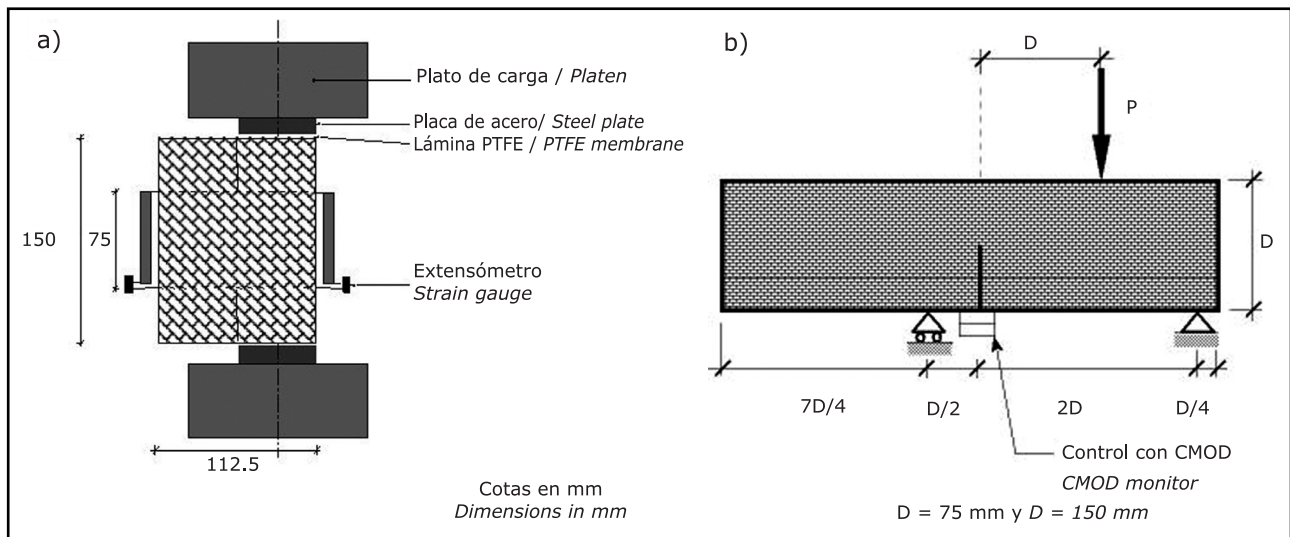 a)
Plato de carga / Platen
Placa de acero/ Steel plate
Lámina PTFE / PTFE membrane
150
75
Extensómetro
Strain gauge
112.5
Cotas en mm
Dimensions in mm
b)
D
P
D
7D/4
D/2
2D
D/4
Control con CMOD
CMOD monitor
D = 75 mm y D = 150 mm